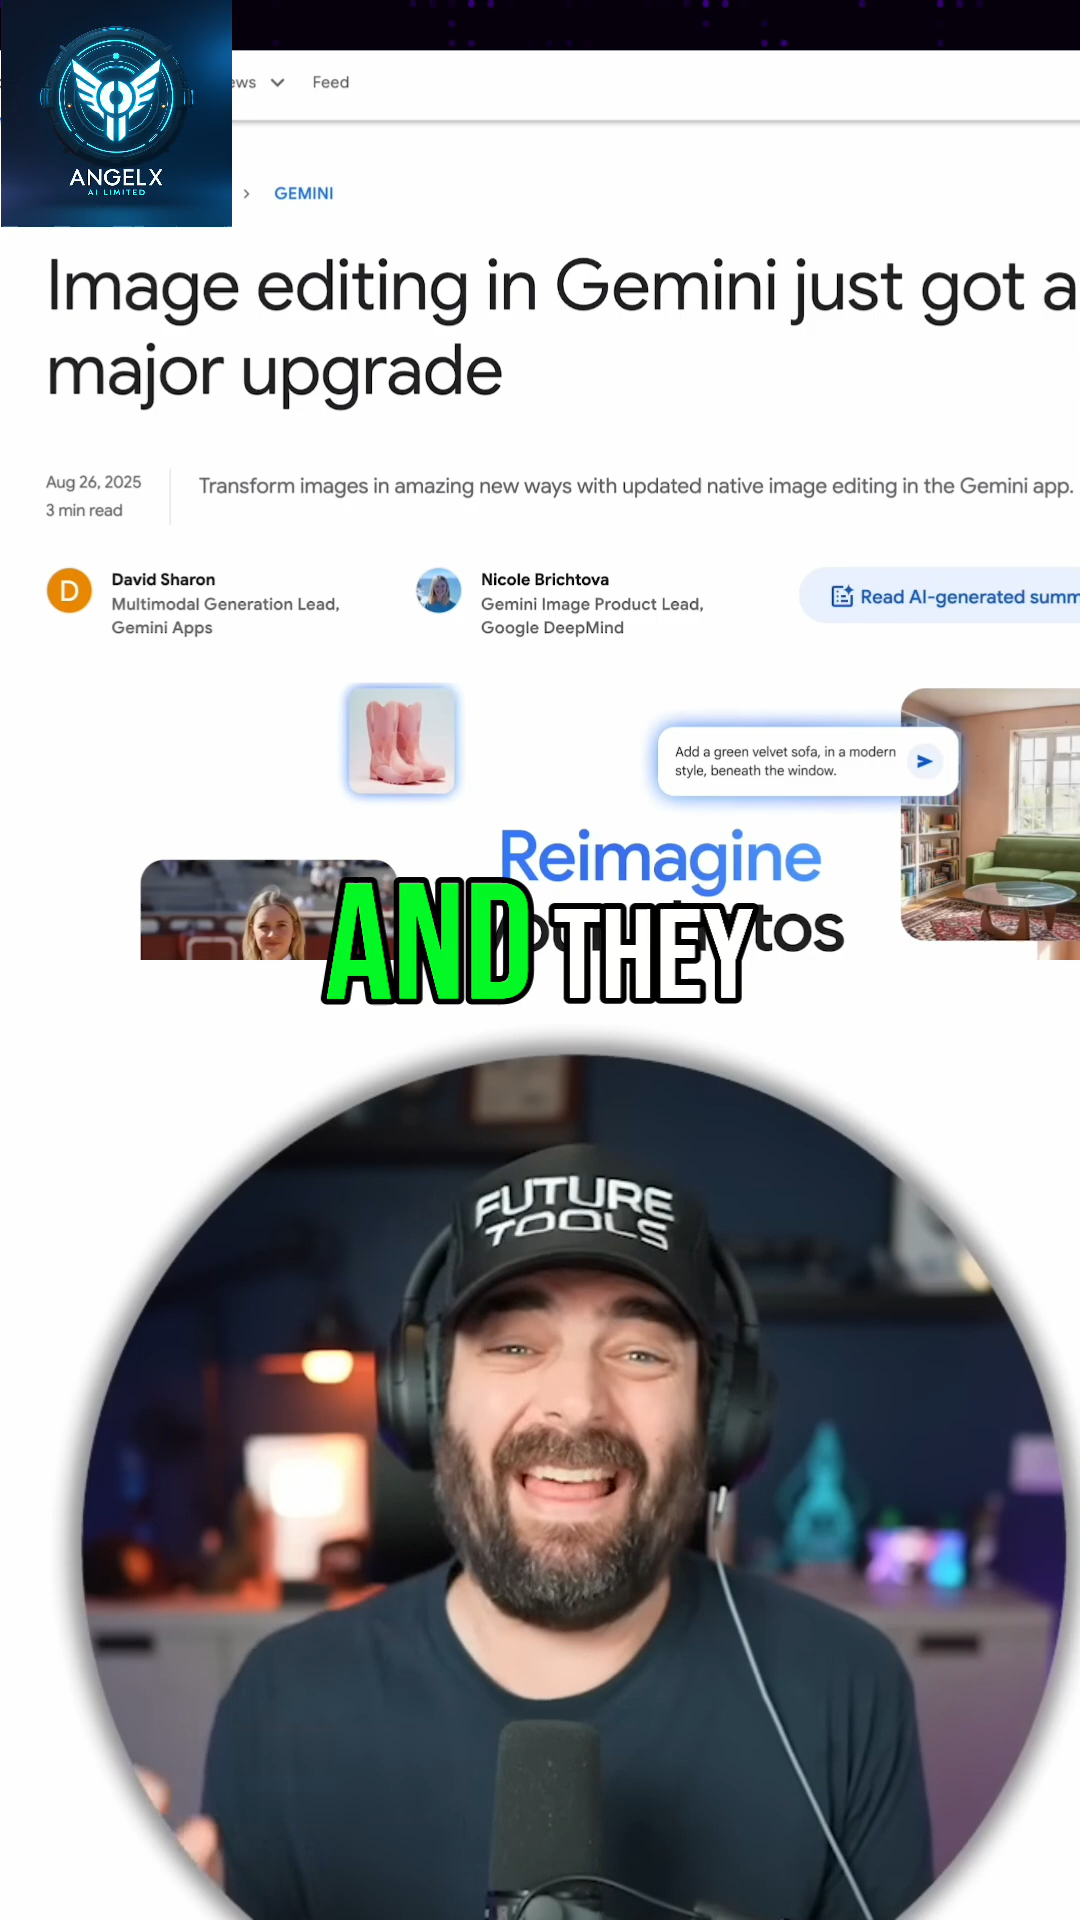 ANGELX
AI LIMITED
ews
Feed
> GEMINI
Image editing in Gemini just got a
major upgrade
Aug 26, 2025
3 min read
Transform images in amazing new ways with updated native image editing in the Gemini app.
D
David Sharon
Multimodal Generation Lead,
Gemini Apps
Nicole Brichtova
Gemini Image Product Lead,
Google DeepMind
Read AI-generated summ
Add a green velvet sofa, in a modern
style, beneath the window.
Reimagine
AND THEY
FUTURE
TOOLS